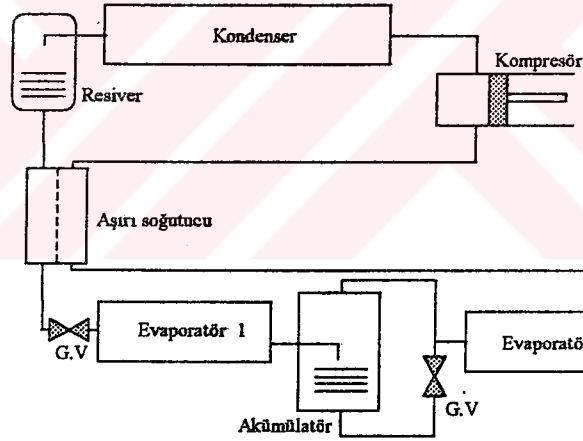 Kondenser
Kompresör
Resiver
Aşırı soğutucu
Evaporatör 1
G.V
Akümülatör
G.V